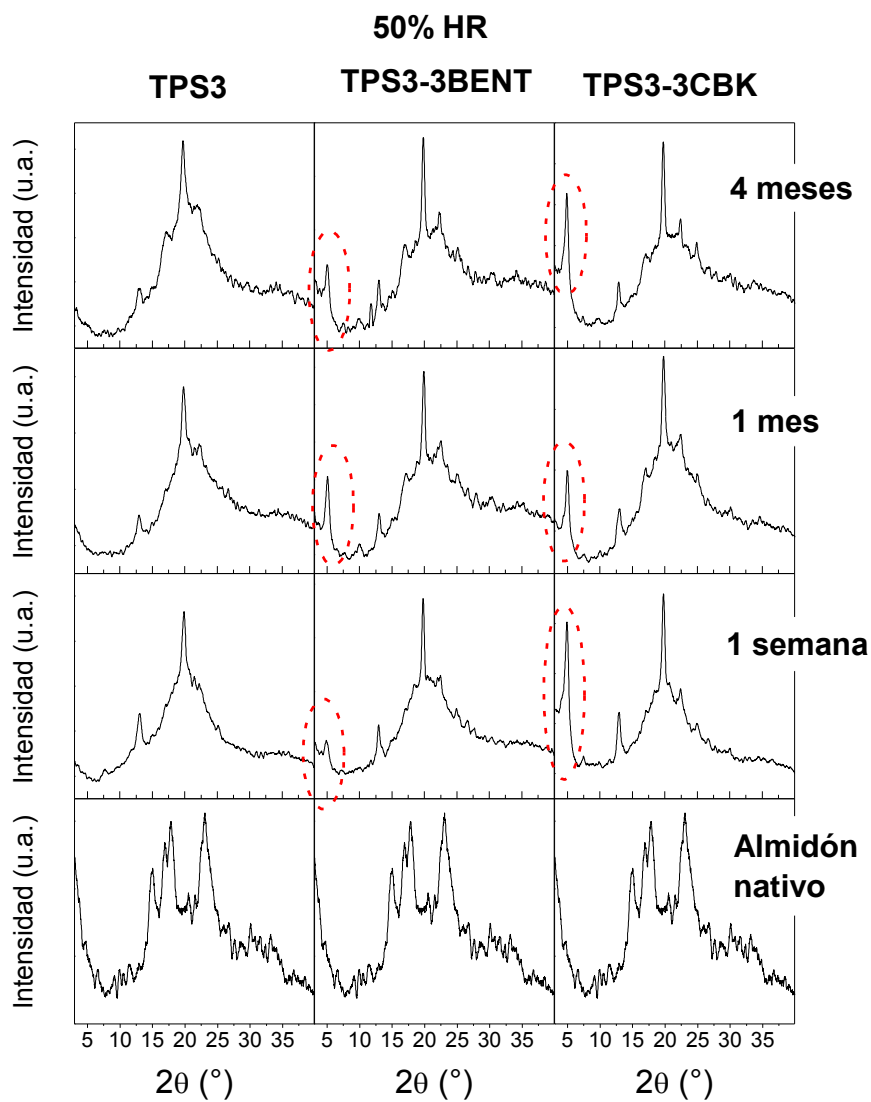 50% HR
TPS3
TPS3-3BENT
TPS3-3CBK
Intensidad (u.a.)
4 meses
Intensidad (u.a.)
1 mes
Intensidad (u.a.)
1 semana
Intensidad (u.a.)
Almidón
nativo
5 10 15 20 25 30 35
5 10 15 20 25 30 35
5 10 15 20 25 30 35
2θ (°)
2θ (°)
2θ (°)